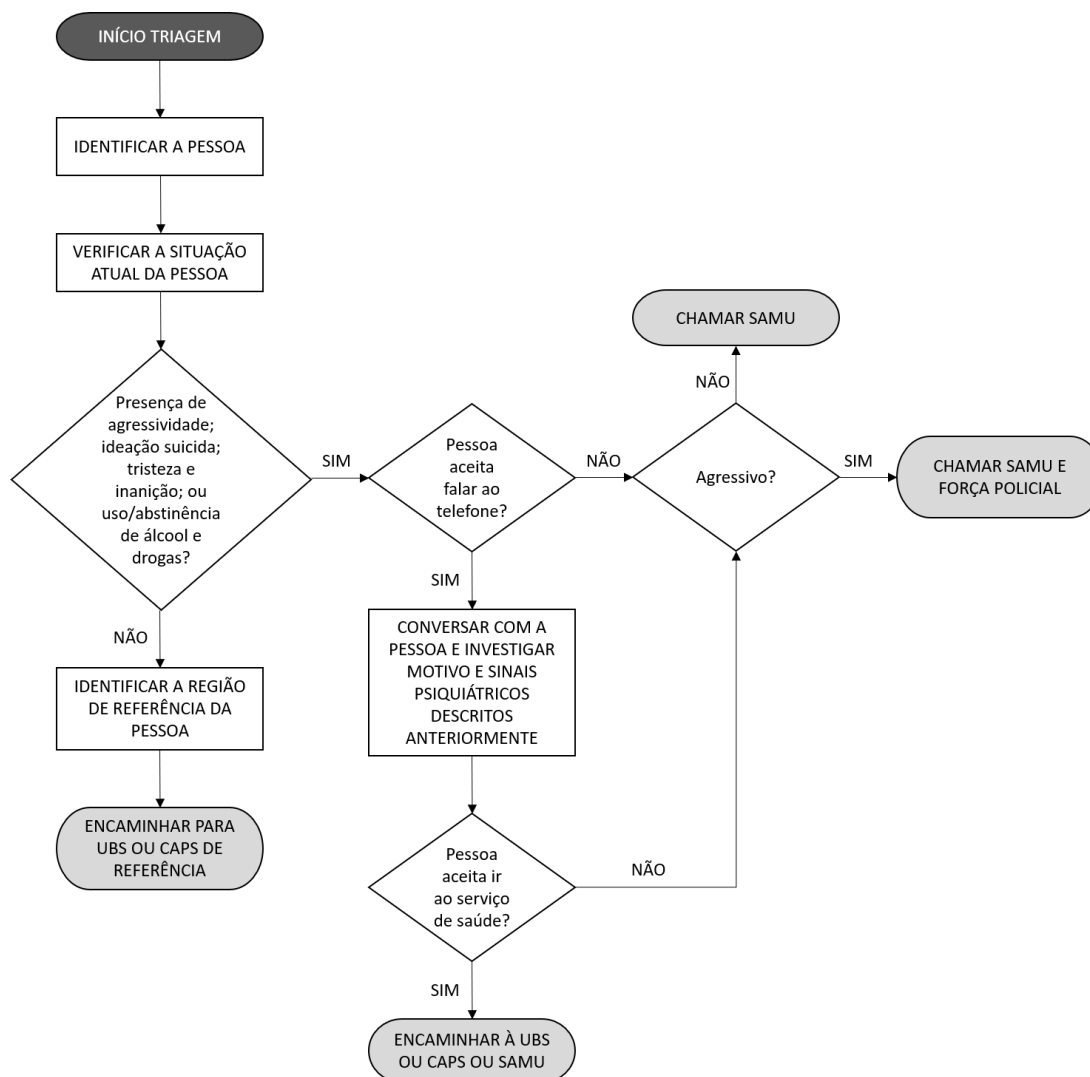 INÍCIO TRIAGEM
IDENTIFICAR A PESSOA
VERIFICAR A SITUAÇÃO
ATUAL DA PESSOA
Presença de
agressividade;
ideação suicida;
tristeza e
inanição; ou
uso/abstinência
de álcool e
drogas?
SIM
NÃO
IDENTIFICAR A REGIÃO
DE REFERÊNCIA DA
PESSOA
ENCAMINHAR PARA
UBS OU CAPS DE
REFERÊNCIA
Pessoa
aceita
falar ao
telefone?
NÃO
SIM
CONVERSAR COM A
PESSOA E INVESTIGAR
MOTIVO E SINAIS
PSIQUIÁTRICOS
DESCRITOS
ANTERIORMENTE
Pessoa
aceita ir
ao serviço
de saúde?
NÃO
SIM
ENCAMINHAR À UBS
OU CAPS OU SAMU
CHAMAR SAMU
NÃO
Agressivo?
SIM
CHAMAR SAMU E
FORÇA POLICIAL